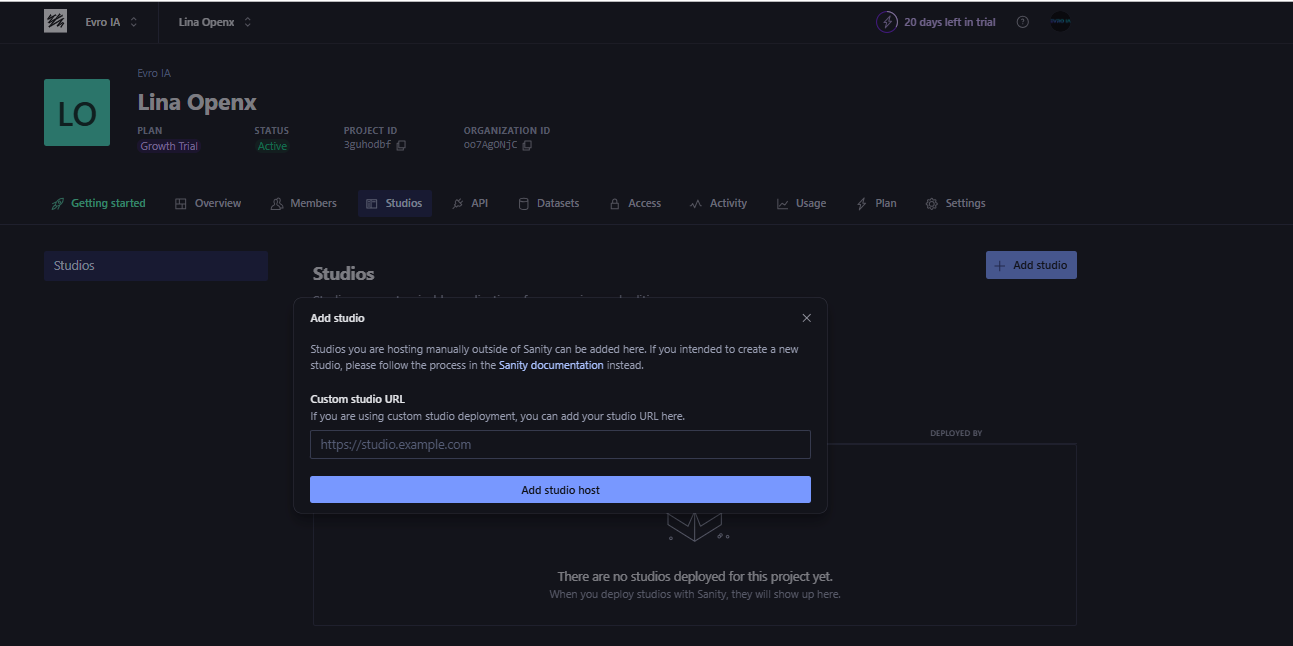 Evro IA
Lina Openx
20 days left in trial
Evro IA
LO
Lina Openx
PLAN
STATUS
PROJECT ID
ORGANIZATION ID
Growth Trial
Active
3guhodbf
oo7AgONjC
Getting started
Overview
Members
Studios
API
Datasets
Access
Activity
Usage
Plan
Settings
Studios
Studios
Add studio
Add studio
Studios you are hosting manually outside of Sanity can be added here. If you intended to create a new
studio, please follow the process in the Sanity documentation instead.
Custom studio URL
If you are using custom studio deployment, you can add your studio URL here.
https://studio.example.com
DEPLOYED BY
Add studio host
There are no studios deployed for this project yet.
When you deploy studios with Sanity, they will show up here.